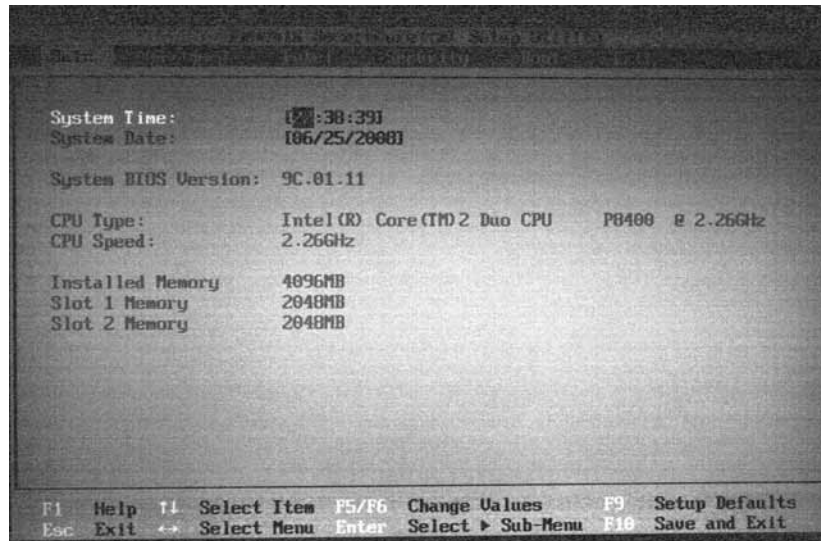 Setup Utility
Main
System Time: [ :38:39]
System Date: [06/25/2008]
System BIOS Version: 9C.01.11
CPU Type: Intel(R) Core(TM)2 Duo CPU P8400 @ 2.26GHz
CPU Speed: 2.26GHz
Installed Memory 4096MB
Slot 1 Memory 2048MB
Slot 2 Memory 2048MB
F1 Help ↑↓ Select Item F5/F6 Change Values F9 Setup Defaults
Esc Exit ↔ Select Menu Enter Select ▶ Sub-Menu F10 Save and Exit